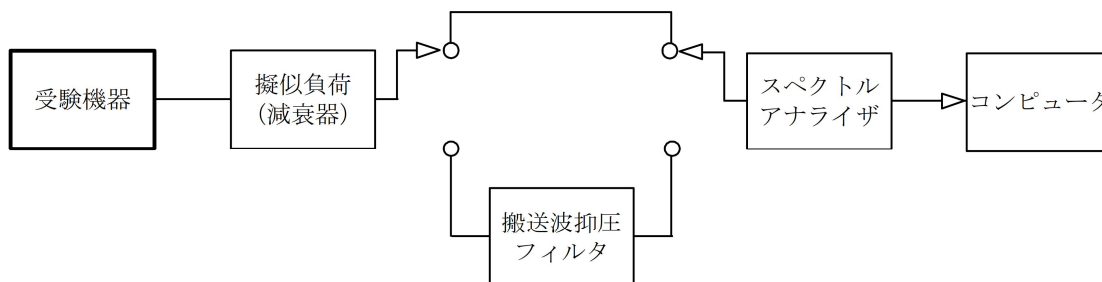 受験機器
擬似負荷
(減衰器)
スペクトル
アナライザ
コンピュータ
搬送波抑圧
フィルタ